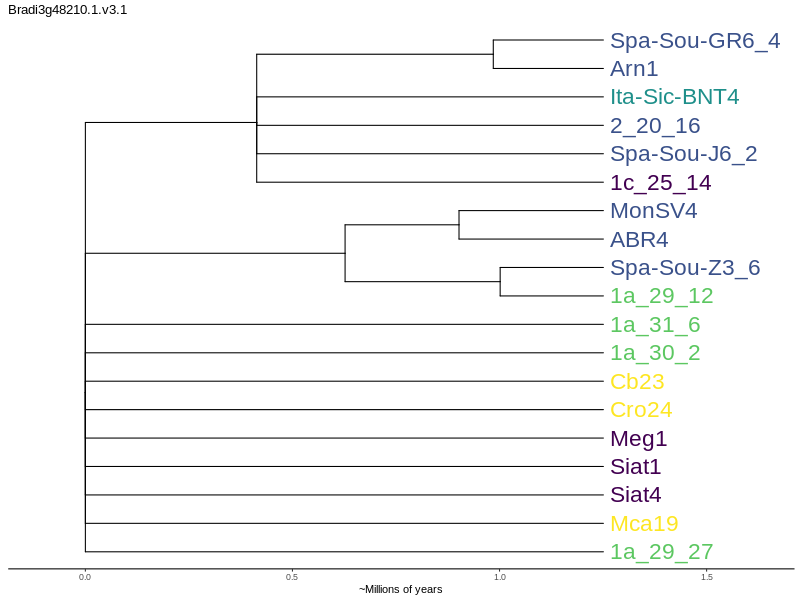 Bradi3g48210.1.v3.1
Spa-Sou-GR6_4
Arn1
Ita-Sic-BNT4
2_20_16
Spa-Sou-J6_2
1c_25_14
MonSV4
ABR4
Spa-Sou-Z3_6
1a_29_12
1a_31_6
1a_30_2
Cb23
Cro24
Meg1
Siat1
Siat4
Mca19
1a_29_27
0.0 0.5 1.0 1.5
~Millions of years